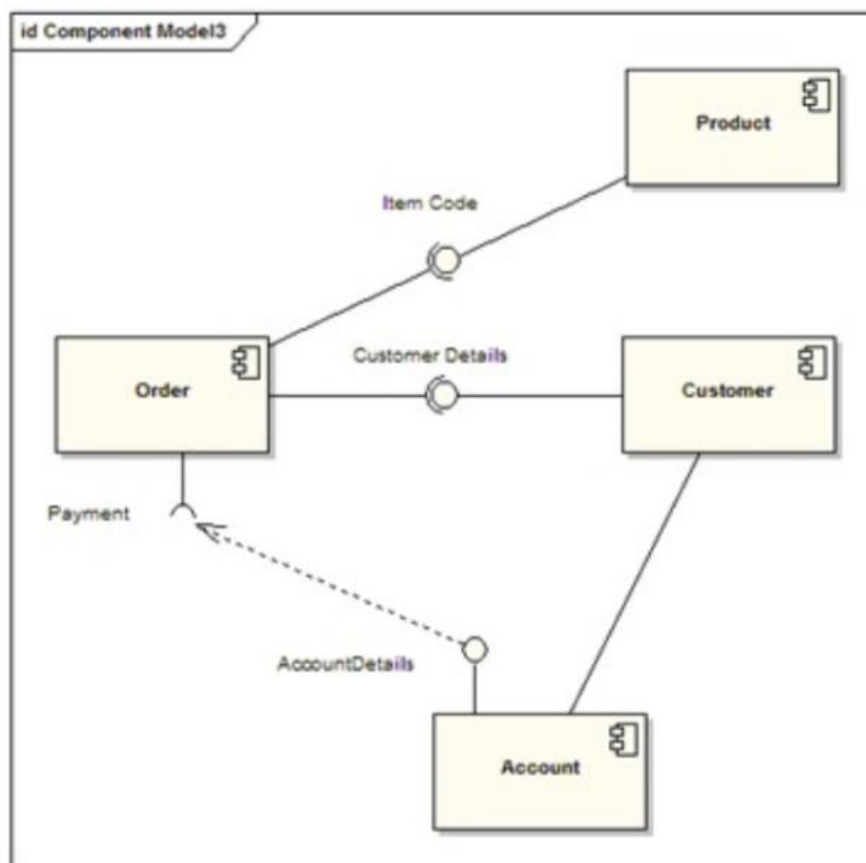 id Component Model3
Product
Item Code
Customer Details
Order
Customer
Payment
AccountDetails
Account